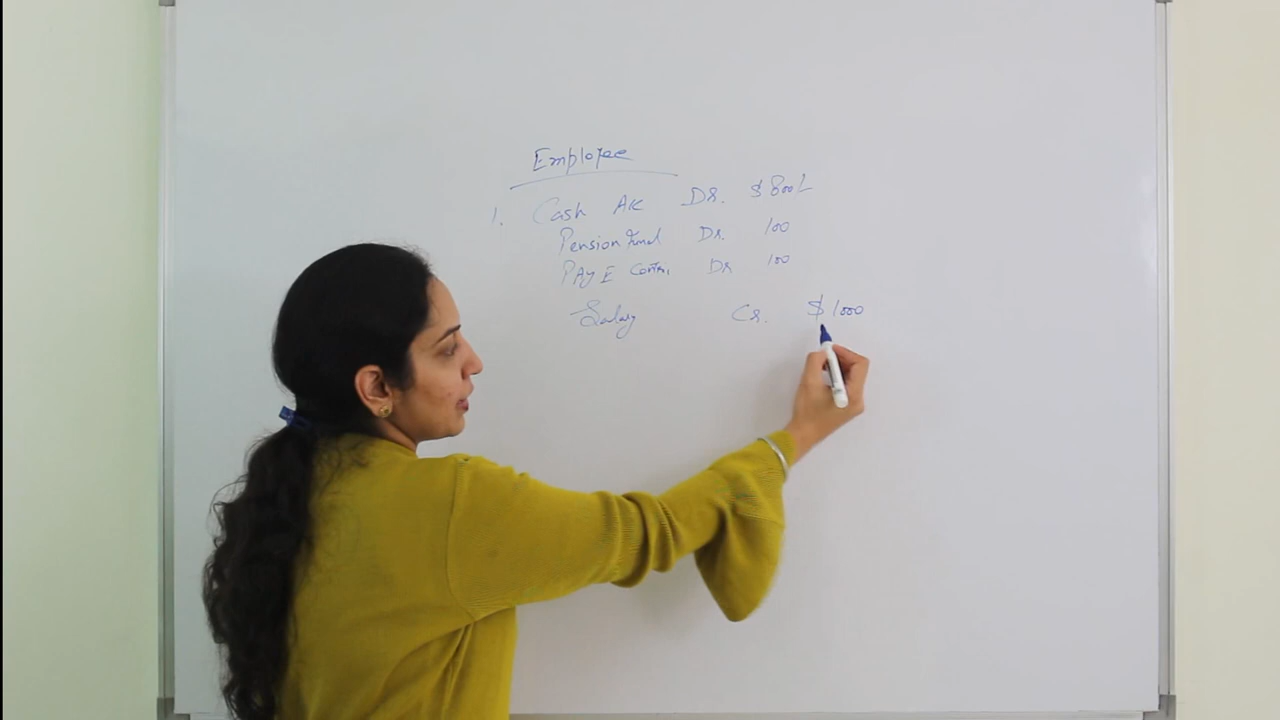 Employee
1. Cash A/c Dr. $800
Pension Fund Dr. 100
PAYE Contri. Dr 100
Salary Cr. $1000